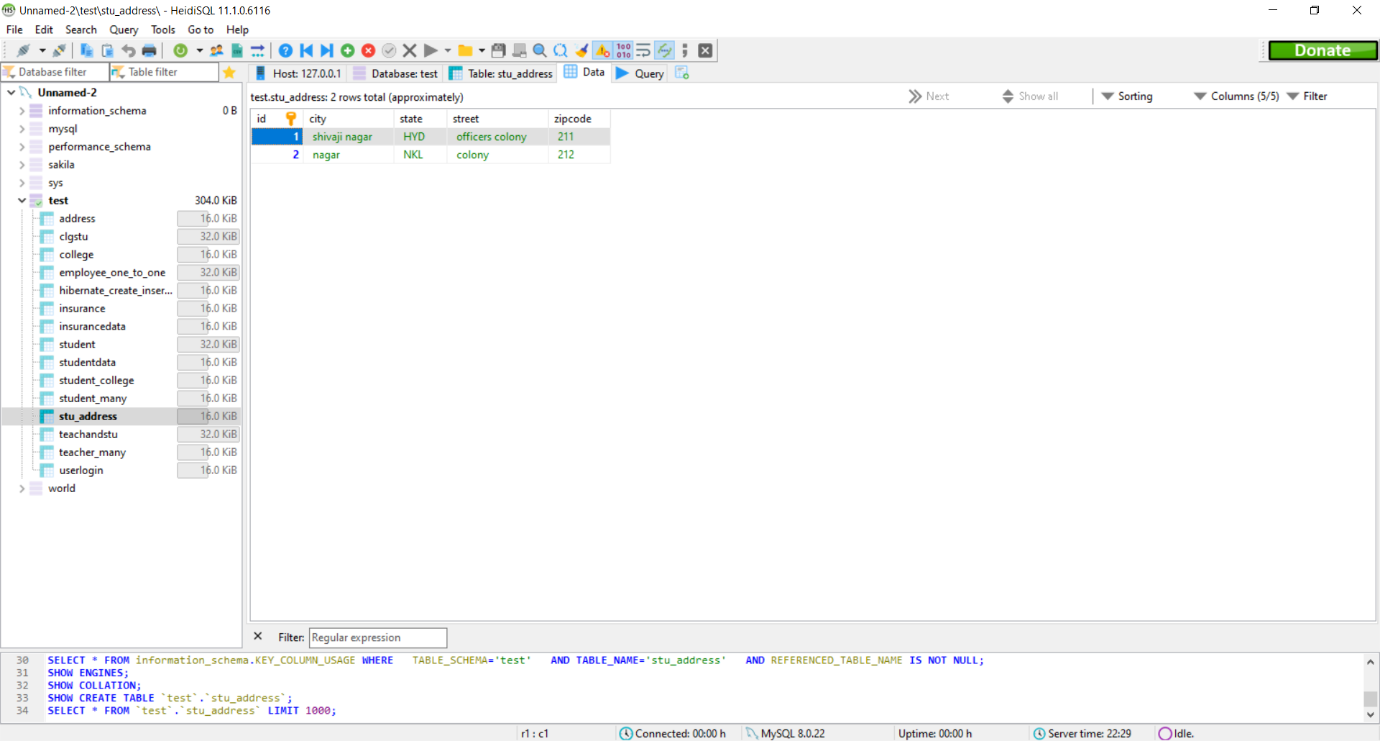 Unnamed-2\test\stu_address\ - HeidiSQL 11.1.0.6116
File Edit Search Query Tools Go to Help
Donate
Database filter Table filter Host: 127.0.0.1 Database: test Table: stu_address Data Query
Unnamed-2
information_schema 0 B
mysql
performance_schema
sakila
sys
test 304.0 KiB
address 16.0 KiB
clgstu 32.0 KiB
college 16.0 KiB
employee_one_to_one 32.0 KiB
hibernate_create_inser... 16.0 KiB
insurance 16.0 KiB
insurancedata 16.0 KiB
student 32.0 KiB
studentdata 16.0 KiB
student_college 16.0 KiB
student_many 16.0 KiB
stu_address 16.0 KiB
teachandstu 32.0 KiB
teacher_many 16.0 KiB
userlogin 16.0 KiB
world
test.stu_address: 2 rows total (approximately) Next Show all Sorting Columns (5/5) Filter
id city state street zipcode
1 shivaji nagar HYD officers colony 211
2 nagar NKL colony 212
Filter: Regular expression
30 SELECT * FROM information_schema.KEY_COLUMN_USAGE WHERE TABLE_SCHEMA='test' AND TABLE_NAME='stu_address' AND REFERENCED_TABLE_NAME IS NOT NULL;
31 SHOW ENGINES;
32 SHOW COLLATION;
33 SHOW CREATE TABLE `test`.`stu_address`;
34 SELECT * FROM `test`.`stu_address` LIMIT 1000;
r1 : c1 Connected: 00:00 h MySQL 8.0.22 Uptime: 00:00 h Server time: 22:29 Idle.